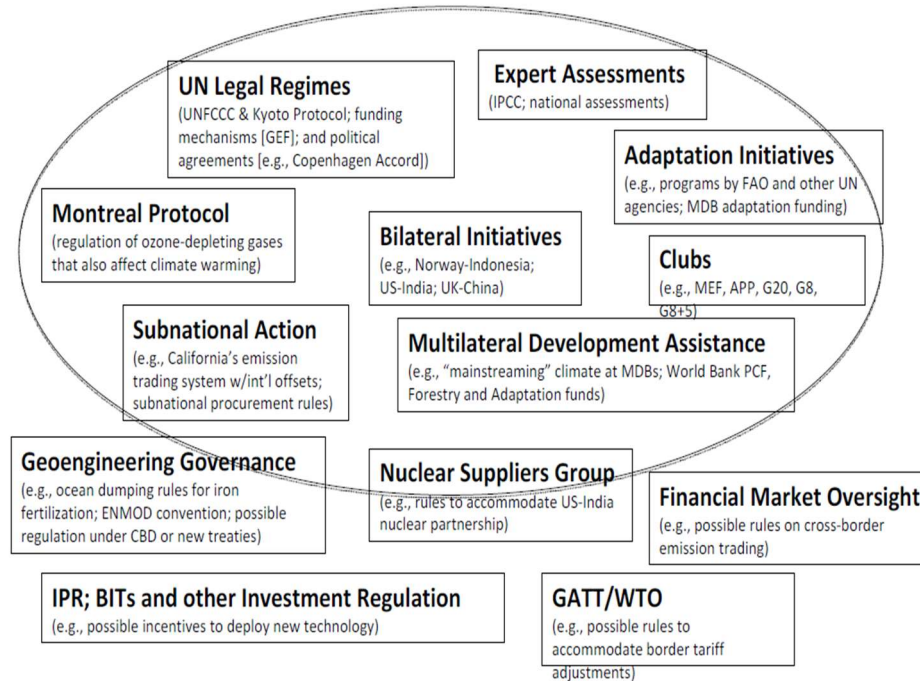 UN Legal Regimes
(UNFCCC & Kyoto Protocol; funding
mechanisms [GEF]; and political
agreements [e.g., Copenhagen Accord])
Expert Assessments
(IPCC; national assessments)
Adaptation Initiatives
(e.g., programs by FAO and other UN
agencies; MDB adaptation funding)
Montreal Protocol
(regulation of ozone-depleting gases
that also affect climate warming)
Bilateral Initiatives
(e.g., Norway-Indonesia;
US-India; UK-China)
Clubs
(e.g., MEF, APP, G20, G8,
G8+5)
Subnational Action
(e.g., California's emission
trading system w/int'l offsets;
subnational procurement rules)
Multilateral Development Assistance
(e.g., "mainstreaming" climate at MDBs; World Bank PCF,
Forestry and Adaptation funds)
Geoengineering Governance
(e.g., ocean dumping rules for iron
fertilization; ENMOD convention; possible
regulation under CBD or new treaties)
Nuclear Suppliers Group
(e.g., rules to accommodate US-India
nuclear partnership)
Financial Market Oversight
(e.g., possible rules on cross-border
emission trading)
IPR; BITs and other Investment Regulation
(e.g., possible incentives to deploy new technology)
GATT/WTO
(e.g., possible rules to
accommodate border tariff
adjustments)